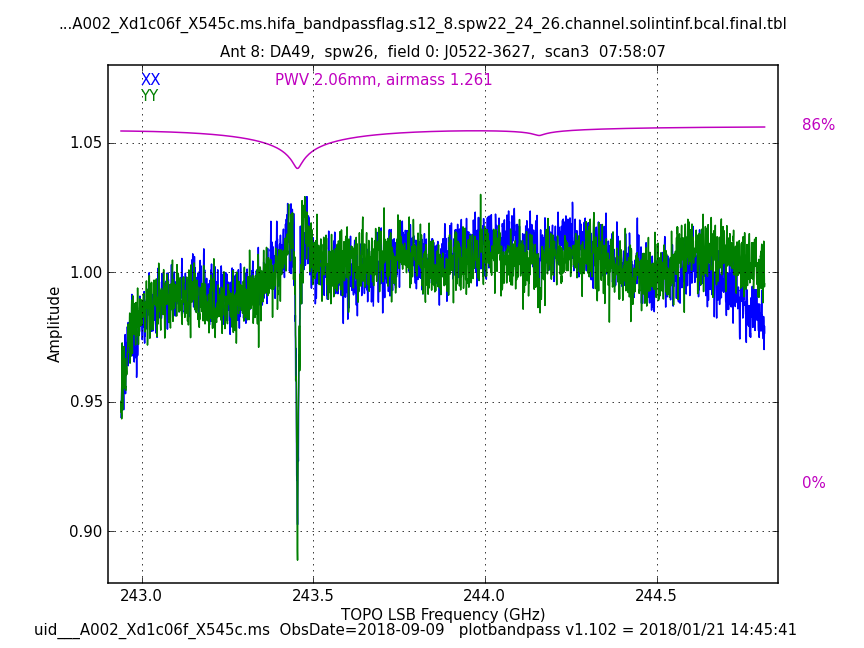 ...A002_Xd1c06f_X545c.ms.hifa_bandpassflag.s12_8.spw22_24_26.channel.solintinf.bcal.final.tbl
Ant 8: DA49, spw26, field 0: J0522-3627, scan3 07:58:07
XX
PWV 2.06mm, airmass 1.261
YY
86%
1.05
1.00
0.95
0.90
0%
Amplitude
243.0 243.5 244.0 244.5
TOPO LSB Frequency (GHz)
uid___A002_Xd1c06f_X545c.ms ObsDate=2018-09-09 plotbandpass v1.102 = 2018/01/21 14:45:41